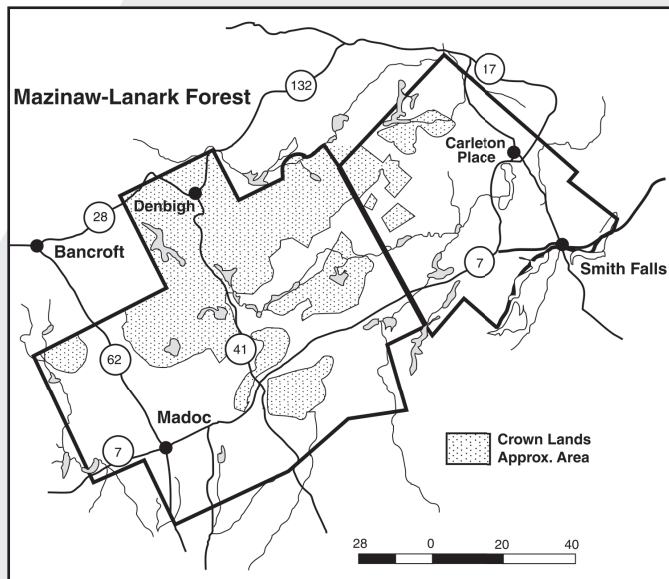 17
132
Mazinaw-Lanark Forest
Carleton
Place
Denbigh
28
Bancroft
7
Smith Falls
41
62
Madoc
7
Crown Lands
Approx. Area
28 0 20 40